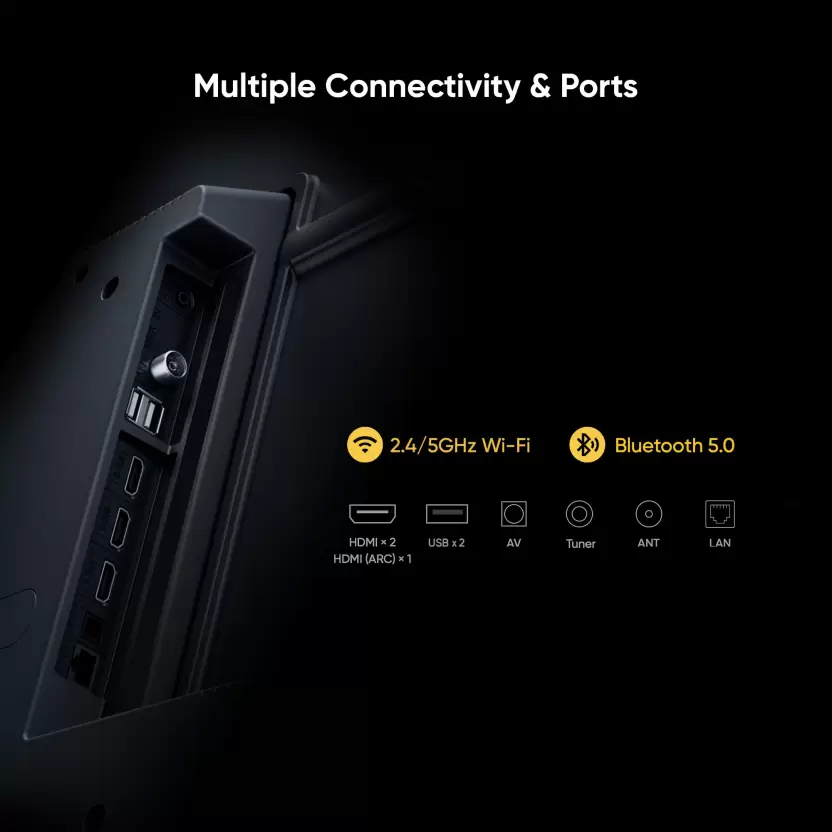 Multiple Connectivity & Ports
2.4/5GHz Wi-Fi
Bluetooth 5.0
HDMI × 2
HDMI (ARC) × 1
USB x 2
AV
Tuner
ANT
LAN